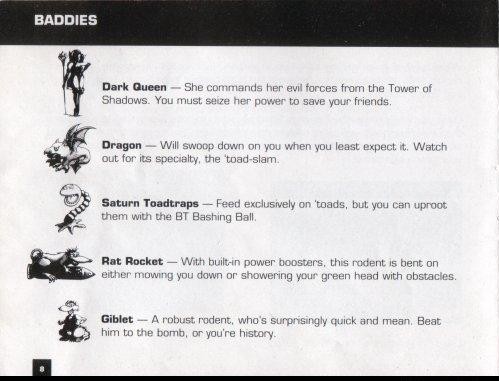 BADDIES
Dark Queen — She commands her evil forces from the Tower of
Shadows. You must seize her power to save your friends.
Dragon — Will swoop down on you when you least expect it. Watch
out for its specialty, the 'toad-slam.
Saturn Toadtraps — Feed exclusively on 'toads, but you can uproot
them with the BT Bashing Ball.
Rat Rocket — With built-in power boosters, this rodent is bent on
either mowing you down or showering your green head with obstacles.
Giblet — A robust rodent, who's surprisingly quick and mean. Beat
him to the bomb, or you're history.
8